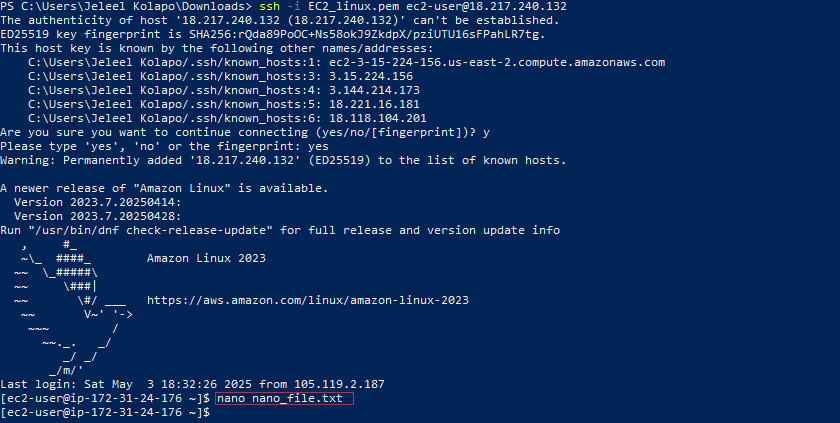 PS C:\Users\Jeleel Kolapo\Downloads> ssh -i EC2_linux.pem ec2-user@18.217.240.132
The authenticity of host '18.217.240.132 (18.217.240.132)' can't be established.
ED25519 key fingerprint is SHA256:rQda89PoOC+Ns58okJ9ZkdpX/pziUTU16sFPahLR7tg.
This host key is known by the following other names/addresses:
    C:\Users\Jeleel Kolapo/.ssh/known_hosts:1: ec2-3-15-224-156.us-east-2.compute.amazonaws.com
    C:\Users\Jeleel Kolapo/.ssh/known_hosts:3: 3.15.224.156
    C:\Users\Jeleel Kolapo/.ssh/known_hosts:4: 3.144.214.173
    C:\Users\Jeleel Kolapo/.ssh/known_hosts:5: 18.221.16.181
    C:\Users\Jeleel Kolapo/.ssh/known_hosts:6: 18.118.104.201
Are you sure you want to continue connecting (yes/no/[fingerprint])? y
Please type 'yes', 'no' or the fingerprint: yes
Warning: Permanently added '18.217.240.132' (ED25519) to the list of known hosts.

A newer release of "Amazon Linux" is available.
  Version 2023.7.20250414:
  Version 2023.7.20250428:
Run "/usr/bin/dnf check-release-update" for full release and version update info
   ,     #_
   ~\_  ####_        Amazon Linux 2023
  ~~  \_#####\
  ~~     \###|
  ~~       \#/ ___   https://aws.amazon.com/linux/amazon-linux-2023
   ~~       V~' '->
    ~~~         /
      ~~._.   _/
         _/ _/
       _/m/'
Last login: Sat May  3 18:32:26 2025 from 105.119.2.187
[ec2-user@ip-172-31-24-176 ~]$ nano nano_file.txt
[ec2-user@ip-172-31-24-176 ~]$